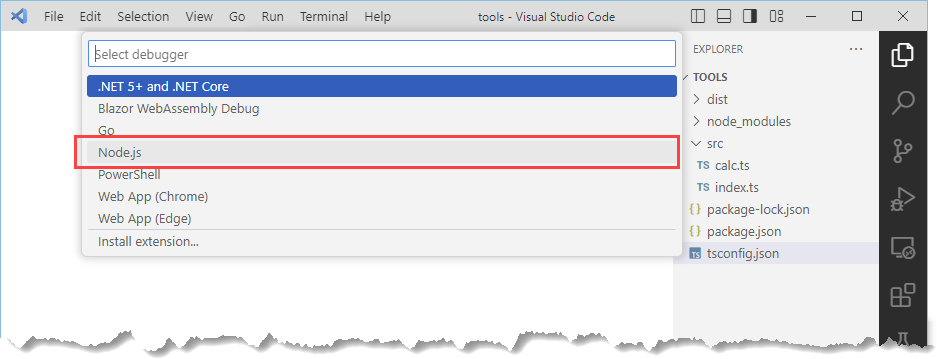 File Edit Selection View Go Run Terminal Help tools - Visual Studio Code
Select debugger
.NET 5+ and .NET Core
Blazor WebAssembly Debug
Go
Node.js
PowerShell
Web App (Chrome)
Web App (Edge)
Install extension...
EXPLORER
TOOLS
dist
node_modules
src
TS calc.ts
TS index.ts
{ } package-lock.json
{ } package.json
TS tsconfig.json